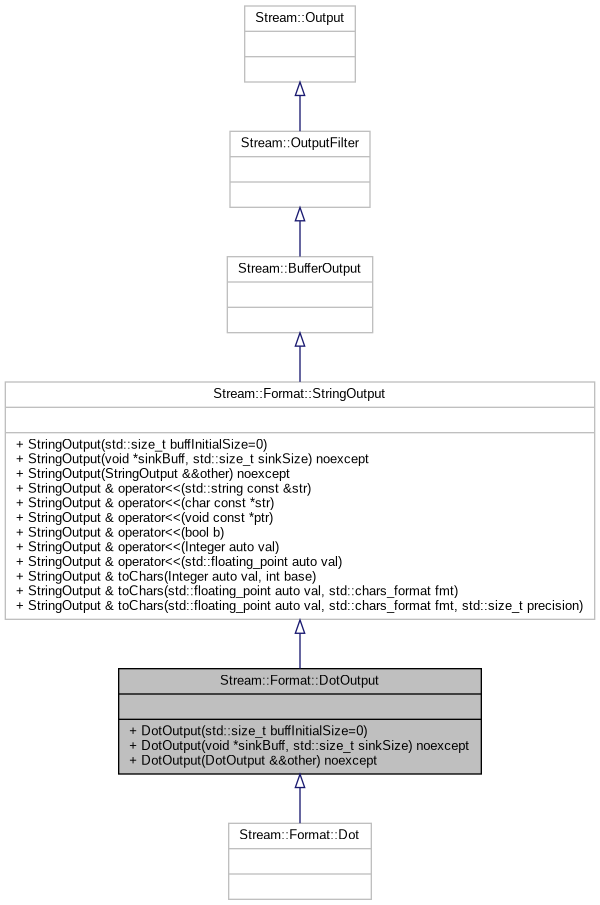 Stream::Output
Stream::OutputFilter
Stream::BufferOutput
Stream::Format::StringOutput
+ StringOutput(std::size_t buffInitialSize=0)
+ StringOutput(void *sinkBuff, std::size_t sinkSize) noexcept
+ StringOutput(StringOutput &&other) noexcept
+ StringOutput & operator<<(std::string const &str)
+ StringOutput & operator<<(char const *str)
+ StringOutput & operator<<(void const *ptr)
+ StringOutput & operator<<(bool b)
+ StringOutput & operator<<(Integer auto val)
+ StringOutput & operator<<(std::floating_point auto val)
+ StringOutput & toChars(Integer auto val, int base)
+ StringOutput & toChars(std::floating_point auto val, std::chars_format fmt)
+ StringOutput & toChars(std::floating_point auto val, std::chars_format fmt, std::size_t precision)
Stream::Format::DotOutput
+ DotOutput(std::size_t buffInitialSize=0)
+ DotOutput(void *sinkBuff, std::size_t sinkSize) noexcept
+ DotOutput(DotOutput &&other) noexcept
Stream::Format::Dot